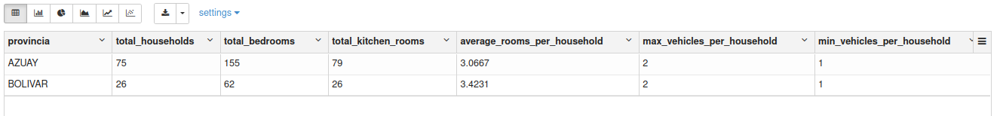 settings
provincia total_households total_bedrooms total_kitchen_rooms average_rooms_per_household max_vehicles_per_household min_vehicles_per_household
AZUAY 75 155 79 3.0667 2 1
BOLIVAR 26 62 26 3.4231 2 1